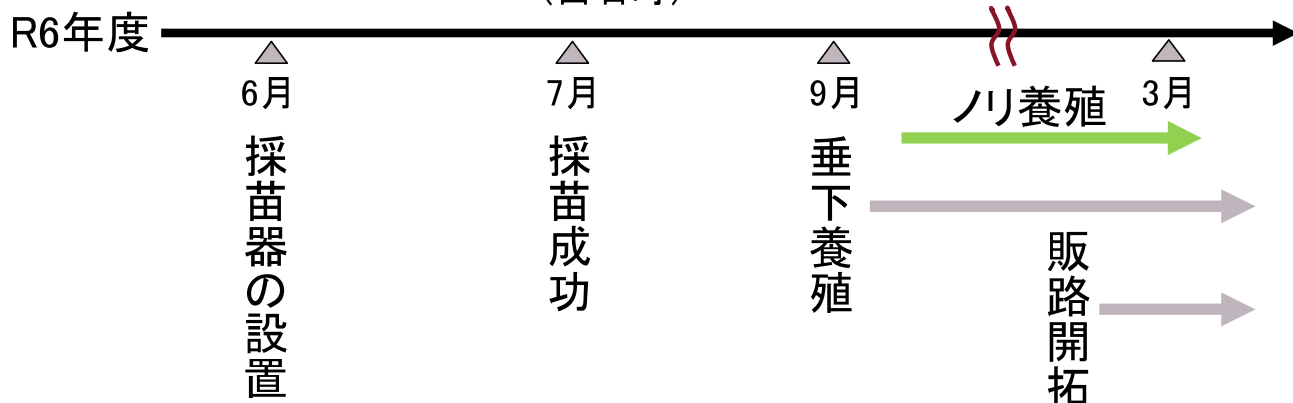 R6年度
6月
7月
9月
3月
ノリ養殖
採苗器の設置
採苗成功
垂下養殖
販路開拓